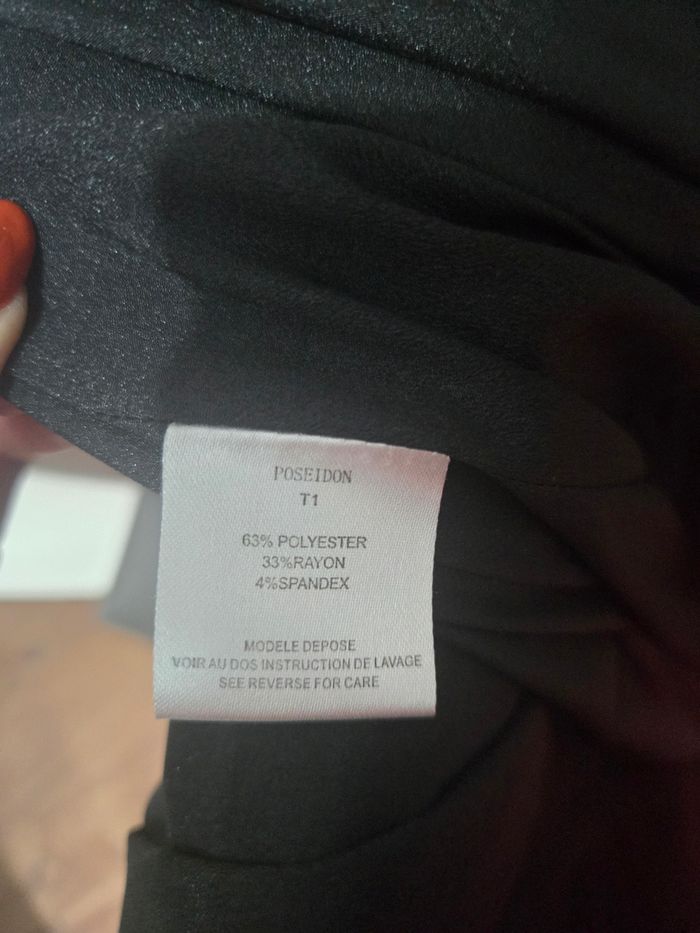 POSEIDON
T1
63% POLYESTER
33%RAYON
4%SPANDEX
MODELE DEPOSE
VOIR AU DOS INSTRUCTION DE LAVAGE
SEE REVERSE FOR CARE